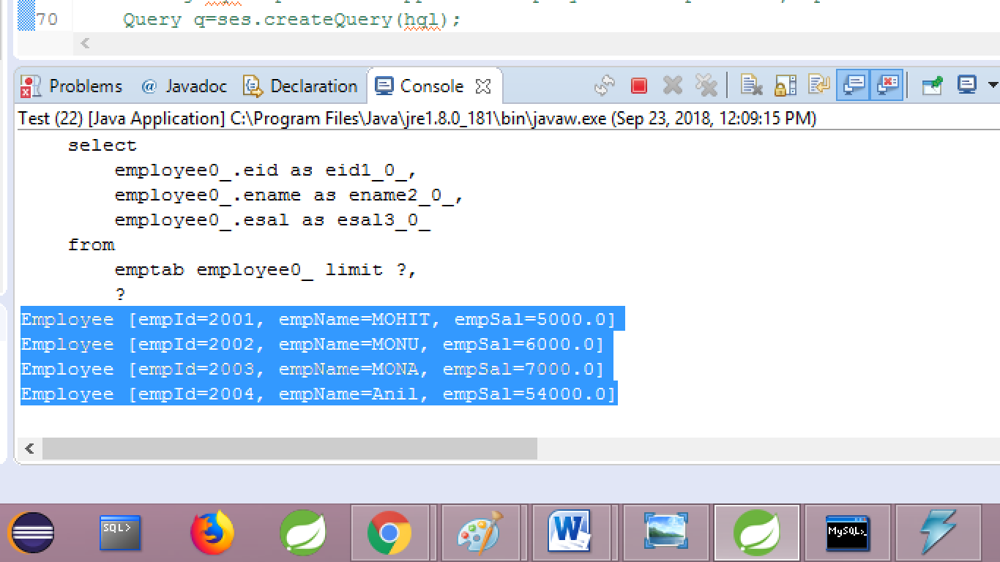 70 Query q=ses.createQuery(hql);
Problems @ Javadoc Declaration Console
Test (22) [Java Application] C:\Program Files\Java\jre1.8.0_181\bin\javaw.exe (Sep 23, 2018, 12:09:15 PM)
select
employee0_.eid as eid1_0_,
employee0_.ename as ename2_0_,
employee0_.esal as esal3_0_
from
emptab employee0_ limit ?,
?
Employee [empId=2001, empName=MOHIT, empSal=5000.0]
Employee [empId=2002, empName=MONU, empSal=6000.0]
Employee [empId=2003, empName=MONA, empSal=7000.0]
Employee [empId=2004, empName=Anil, empSal=54000.0]
SQL> W MySQL>_